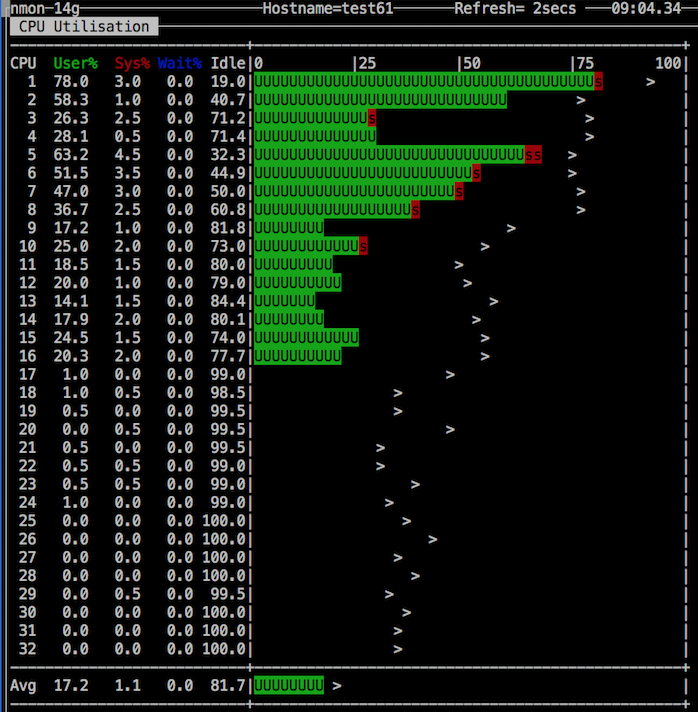 nmon-14g Hostname=test61 Refresh= 2secs 09:04.34
CPU Utilisation
CPU User% Sys% Wait% Idle|0 |25 |50 |75 100|
1 78.0 3.0 0.0 19.0|UUUUUUUUUUUUUUUUUUUUUUUUUUUUUUUUUUUUUUUs > |
2 58.3 1.0 0.0 40.7|UUUUUUUUUUUUUUUUUUUUUUUUUUUUU > |
3 26.3 2.5 0.0 71.2|UUUUUUUUUUUUUs > |
4 28.1 0.5 0.0 71.4|UUUUUUUUUUUUUU > |
5 63.2 4.5 0.0 32.3|UUUUUUUUUUUUUUUUUUUUUUUUUUUUUUUss > |
6 51.5 3.5 0.0 44.9|UUUUUUUUUUUUUUUUUUUUUUUUUs > |
7 47.0 3.0 0.0 50.0|UUUUUUUUUUUUUUUUUUUUUUUs > |
8 36.7 2.5 0.0 60.8|UUUUUUUUUUUUUUUUUUs > |
9 17.2 1.0 0.0 81.8|UUUUUUUU > |
10 25.0 2.0 0.0 73.0|UUUUUUUUUUUUs > |
11 18.5 1.5 0.0 80.0|UUUUUUUUU > |
12 20.0 1.0 0.0 79.0|UUUUUUUUUU > |
13 14.1 1.5 0.0 84.4|UUUUUUU > |
14 17.9 2.0 0.0 80.1|UUUUUUUU > |
15 24.5 1.5 0.0 74.0|UUUUUUUUUUUU > |
16 20.3 2.0 0.0 77.7|UUUUUUUUUU > |
17 1.0 0.0 0.0 99.0| > |
18 1.0 0.5 0.0 98.5| > |
19 0.5 0.0 0.0 99.5| > |
20 0.0 0.5 0.0 99.5| > |
21 0.5 0.0 0.0 99.5| > |
22 0.5 0.5 0.0 99.0| > |
23 0.5 0.5 0.0 99.0| > |
24 1.0 0.0 0.0 99.0| > |
25 0.0 0.0 0.0 100.0| > |
26 0.0 0.0 0.0 100.0| > |
27 0.0 0.0 0.0 100.0| > |
28 0.0 0.0 0.0 100.0| > |
29 0.0 0.5 0.0 99.5| > |
30 0.0 0.0 0.0 100.0| > |
31 0.0 0.0 0.0 100.0| > |
32 0.0 0.0 0.0 100.0| > |
Avg 17.2 1.1 0.0 81.7|UUUUUUUU > |